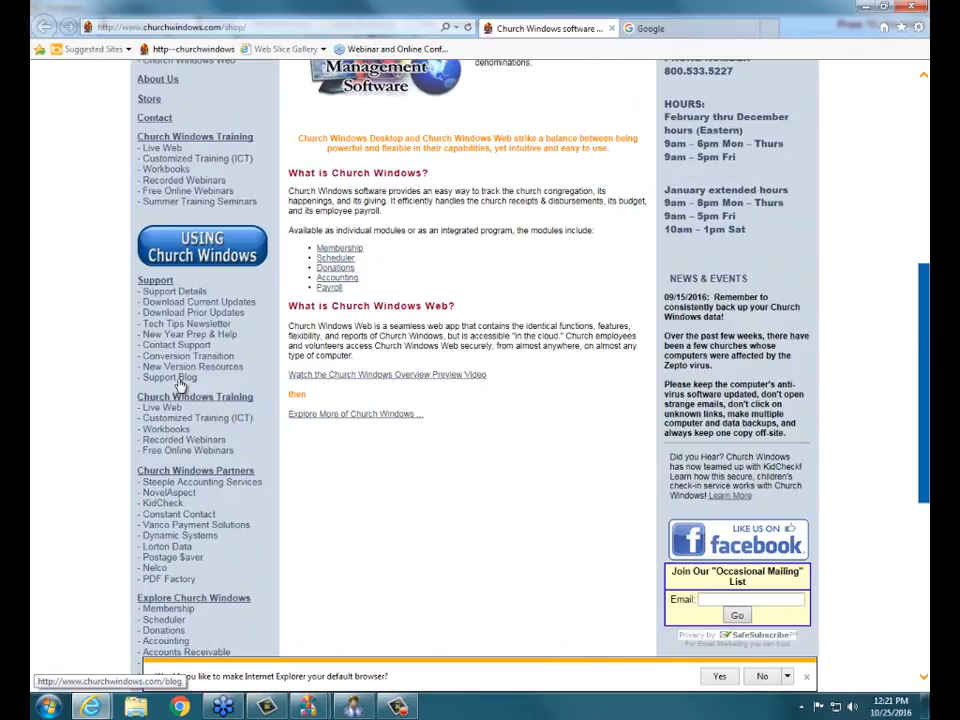 http://www.churchwindows.com/shop/
Church Windows software ...
Google
Suggested Sites
http--churchwindows
Web Slice Gallery
Webinar and Online Conf...
Church Windows Web
About Us
Store
Contact
Church Windows Training
- Live Web
- Customized Training (ICT)
- Workbooks
- Recorded Webinars
- Free Online Webinars
- Summer Training Seminars
USING
Church Windows
Support
- Support Details
- Download Current Updates
- Download Prior Updates
- Tech Tips Newsletter
- New Year Prep & Help
- Contact Support
- Conversion Transition
- New Version Resources
- Support Blog
Church Windows Training
- Live Web
- Customized Training (ICT)
- Workbooks
- Recorded Webinars
- Free Online Webinars
Church Windows Partners
- Steeple Accounting Services
- NovelAspect
- KidCheck
- Constant Contact
- Vanco Payment Solutions
- Dynamic Systems
- Lorton Data
- Postage $aver
- Nelco
- PDF Factory
Explore Church Windows
- Membership
- Scheduler
- Donations
- Accounting
- Accounts Receivable
Management
Software
denominations.
Church Windows Desktop and Church Windows Web strike a balance between being
powerful and flexible in their capabilities, yet intuitive and easy to use.
What is Church Windows?
Church Windows software provides an easy way to track the church congregation, its
happenings, and its giving. It efficiently handles the church receipts & disbursements, its budget,
and its employee payroll.
Available as individual modules or as an integrated program, the modules include:
• Membership
• Scheduler
• Donations
• Accounting
• Payroll
What is Church Windows Web?
Church Windows Web is a seamless web app that contains the identical functions, features,
flexibility, and reports of Church Windows, but is accessible "in the cloud." Church employees
and volunteers access Church Windows Web securely, from almost anywhere, on almost any
type of computer.
Watch the Church Windows Overview Preview Video
then
Explore More of Church Windows ...
800.533.5227
HOURS:
February thru December
hours (Eastern)
9am – 6pm Mon – Thurs
9am – 5pm Fri
January extended hours
9am – 8pm Mon – Thurs
9am – 5pm Fri
10am – 1pm Sat
NEWS & EVENTS
09/15/2016: Remember to
consistently back up your Church
Windows data!
Over the past few weeks, there have
been a few churches whose
computers were affected by the
Zepto virus.
Please keep the computer's anti-
virus software updated, don't open
strange emails, don't click on
unknown links, make multiple
computer and data backups, and
always keep one copy off-site.
Did you Hear? Church Windows
has now teamed up with KidCheck!
Learn how this secure, children's
check-in service works with Church
Windows! Learn More
LIKE US ON
facebook
Join Our "Occasional Mailing"
List
Email:
Go
Privacy by SafeSubscribe
For Email Marketing you can trust
Would you like to make Internet Explorer your default browser?
Yes
No
http://www.churchwindows.com/blog
12:21 PM
10/25/2016